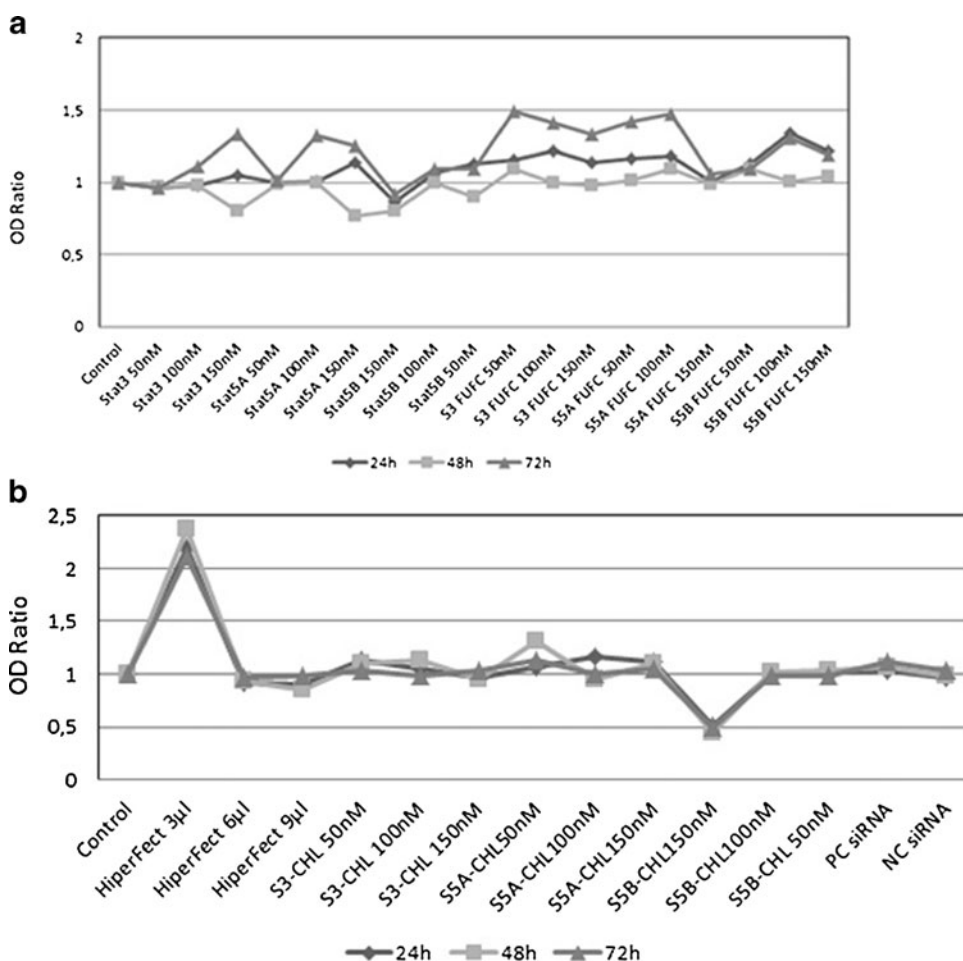 a
2
1,5
1
0,5
0
OD Ratio
Control
Stat3 50nM
Stat3 100nM
Stat3 150nM
Stat5A 50nM
Stat5A 100nM
Stat5A 150nM
Stat5B 150nM
Stat5B 100nM
Stat5B 50nM
S3 FUFC 50nM
S3 FUFC 100nM
S3 FUFC 150nM
S5A FUFC 50nM
S5A FUFC 100nM
S5A FUFC 150nM
S5B FUFC 50nM
S5B FUFC 100nM
S5B FUFC 150nM
24h 48h 72h
b
2,5
2
1,5
1
0,5
0
OD Ratio
Control
HiperFect 3µl
HiperFect 6µl
HiperFect 9µl
S3-CHL 50nM
S3-CHL 100nM
S3-CHL 150nM
S5A-CHL50nM
S5A-CHL100nM
S5A-CHL150nM
S5B-CHL150nM
S5B-CHL100nM
S5B-CHL 50nM
PC siRNA
NC siRNA
24h 48h 72h